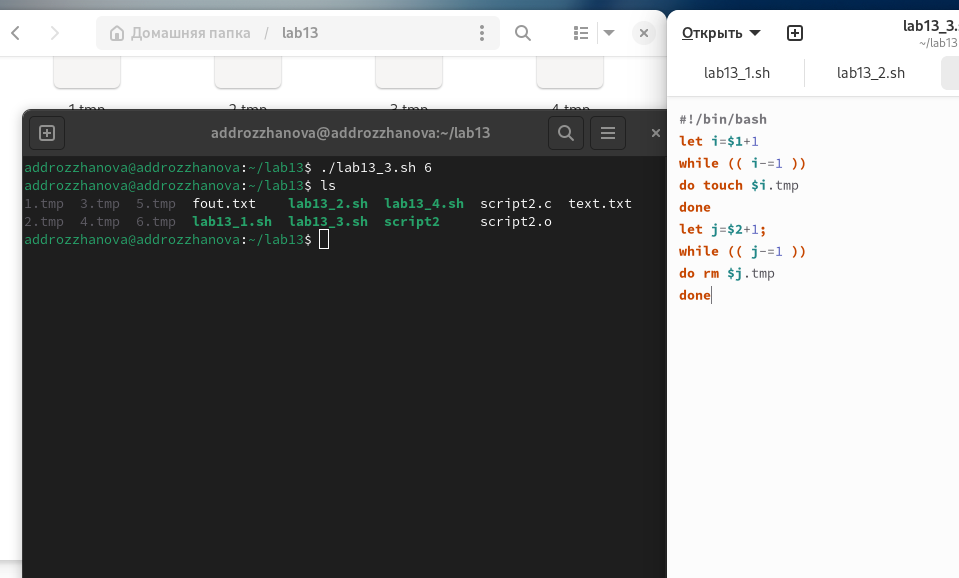 Домашняя папка / lab13
1.tmp 2.tmp 3.tmp 4.tmp
addrozzhanova@addrozzhanova:~/lab13
addrozzhanova@addrozzhanova:~/lab13$ ./lab13_3.sh 6
addrozzhanova@addrozzhanova:~/lab13$ ls
1.tmp 3.tmp 5.tmp fout.txt lab13_2.sh lab13_4.sh script2.c text.txt
2.tmp 4.tmp 6.tmp lab13_1.sh lab13_3.sh script2 script2.o
addrozzhanova@addrozzhanova:~/lab13$
Открыть
lab13_3.
~/lab13
lab13_1.sh lab13_2.sh
#!/bin/bash
let i=$1+1
while (( i-=1 ))
do touch $i.tmp
done
let j=$2+1;
while (( j-=1 ))
do rm $j.tmp
done